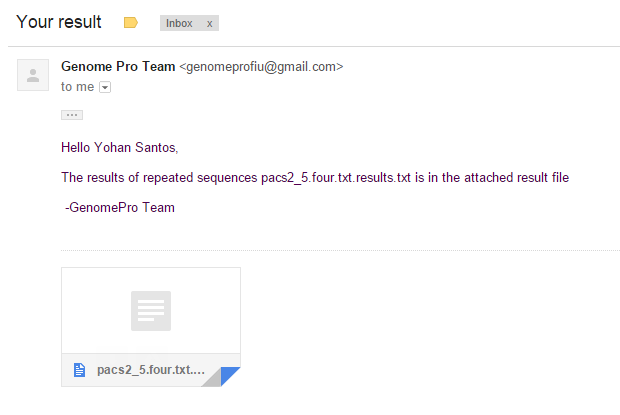 Your result Inbox x
Genome Pro Team <genomeprofiu@gmail.com>
to me
Hello Yohan Santos,
The results of repeated sequences pacs2_5.four.txt.results.txt is in the attached result file
-GenomePro Team
pacs2_5.four.txt....